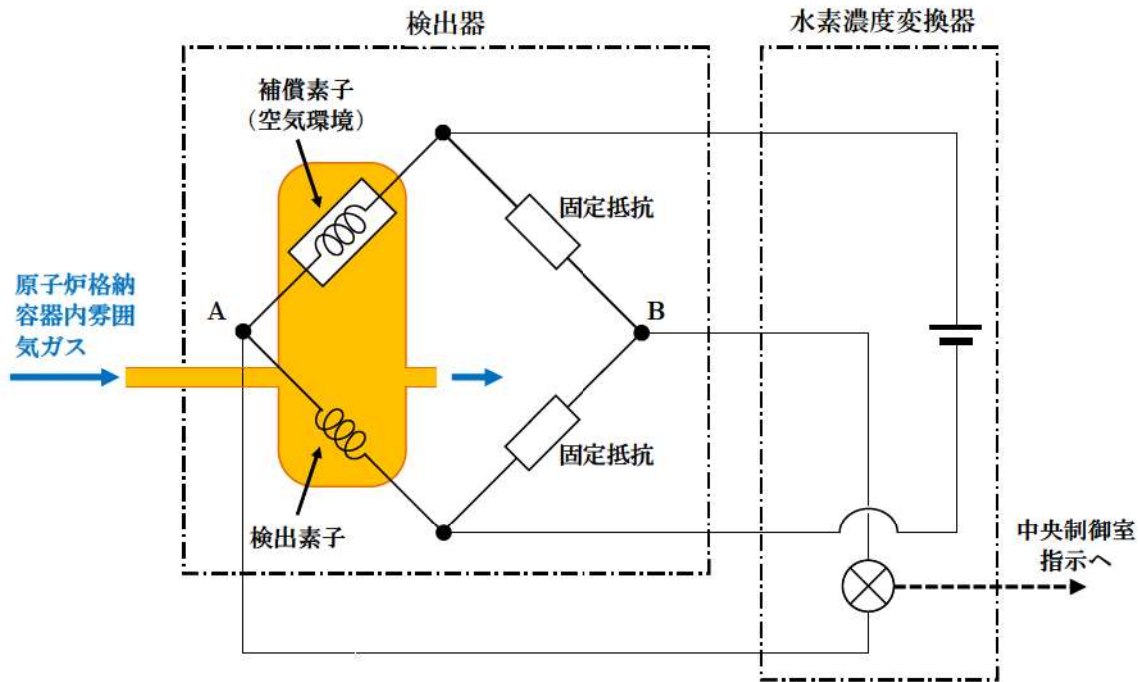 検出器
水素濃度変換器
補償素子
（空気環境）
固定抵抗
原子炉格納
容器内雰囲
気ガス
A
B
固定抵抗
検出素子
中央制御室
指示へ